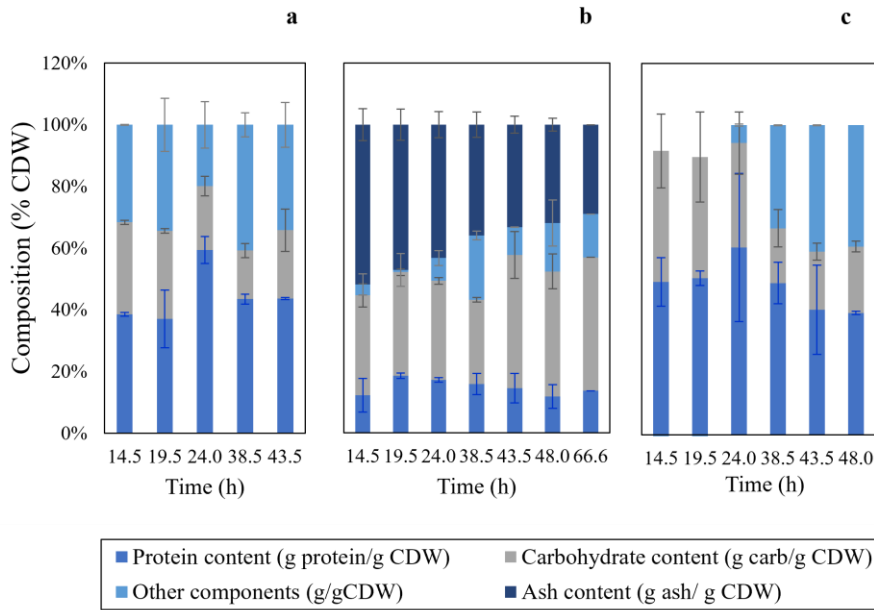 a b c
Composition (% CDW)
120%
100%
80%
60%
40%
20%
0%
14.5 19.5 24.0 38.5 43.5
14.5 19.5 24.0 38.5 43.5 48.0 66.6
14.5 19.5 24.0 38.5 43.5 48.0
Time (h) Time (h) Time (h)
Protein content (g protein/g CDW) Carbohydrate content (g carb/g CDW)
Other components (g/gCDW) Ash content (g ash/ g CDW)